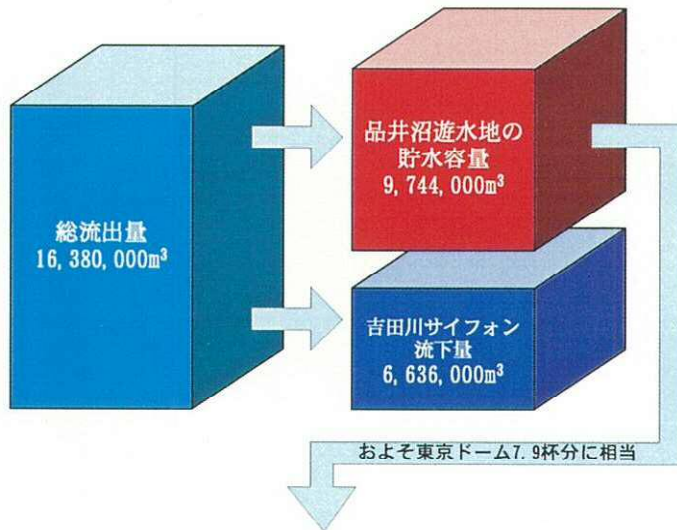 総流出量
16,380,000m³
品井沼遊水地の
貯水容量
9,744,000m³
吉田川サイフォン
流下量
6,636,000m³
およそ東京ドーム7.9杯分に相当